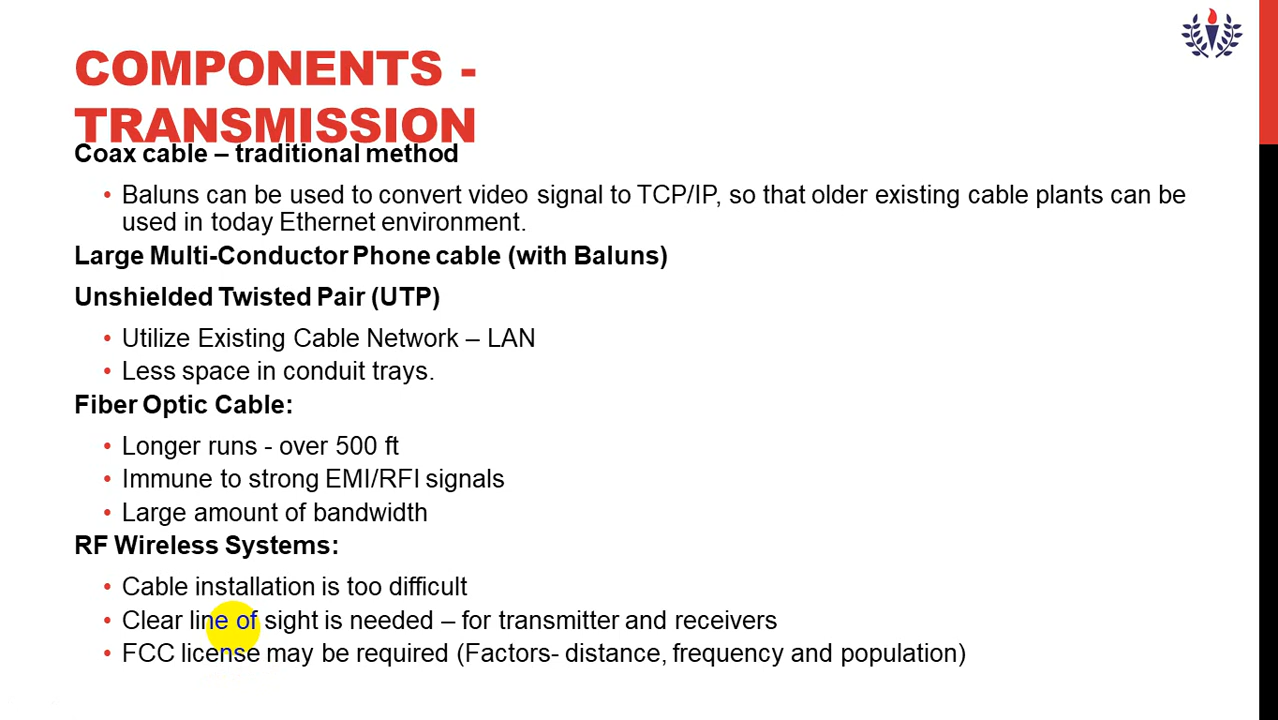 COMPONENTS -
TRANSMISSION
Coax cable – traditional method
• Baluns can be used to convert video signal to TCP/IP, so that older existing cable plants can be
used in today Ethernet environment.
Large Multi-Conductor Phone cable (with Baluns)
Unshielded Twisted Pair (UTP)
• Utilize Existing Cable Network – LAN
• Less space in conduit trays.
Fiber Optic Cable:
• Longer runs - over 500 ft
• Immune to strong EMI/RFI signals
• Large amount of bandwidth
RF Wireless Systems:
• Cable installation is too difficult
• Clear line of sight is needed – for transmitter and receivers
• FCC license may be required (Factors- distance, frequency and population)